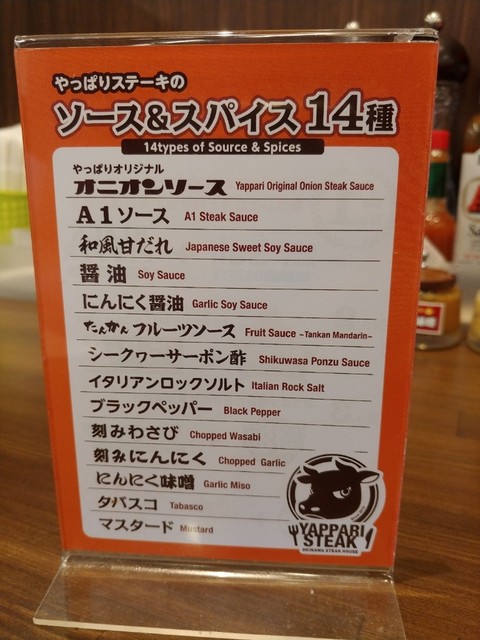 やっぱりステーキの
ソース&スパイス14種
14types of Source & Spices
やっぱりオリジナル
オニオンソース Yappari Original Onion Steak Sauce
A1ソース A1 Steak Sauce
和風甘だれ Japanese Sweet Soy Sauce
醤油 Soy Sauce
にんにく醤油 Garlic Soy Sauce
たんかんフルーツソース Fruit Sauce ~Tankan Mandarin~
シークヮーサーポン酢 Shikuwasa Ponzu Sauce
イタリアンロックソルト Italian Rock Salt
ブラックペッパー Black Pepper
刻みわさび Chopped Wasabi
刻みにんにく Chopped Garlic
にんにく味噌 Garlic Miso
タバスコ Tabasco
マスタード Mustard
YAPPARI
STEAK
OKINAWA STEAK HOUSE